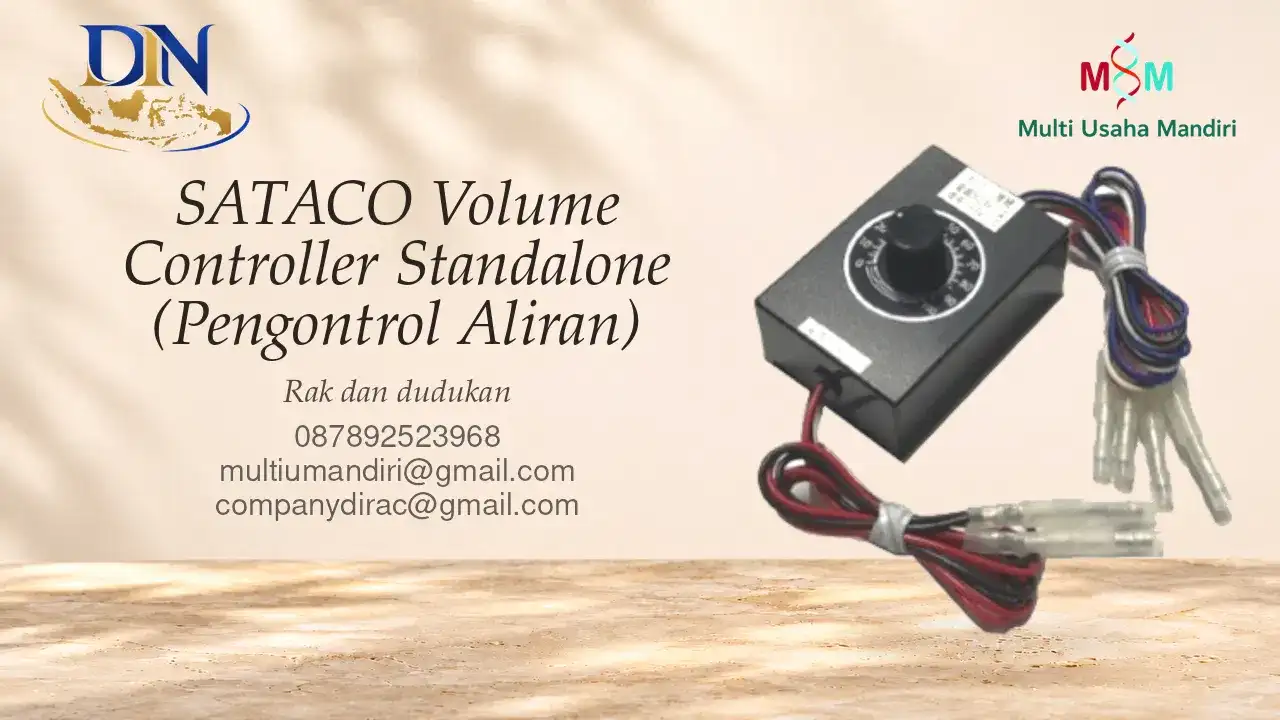 DIN
MSM
Multi Usaha Mandiri
SATACO Volume
Controller Standalone
(Pengontrol Aliran)
Rak dan dudukan
087892523968
multiumandiri@gmail.com
companydirac@gmail.com